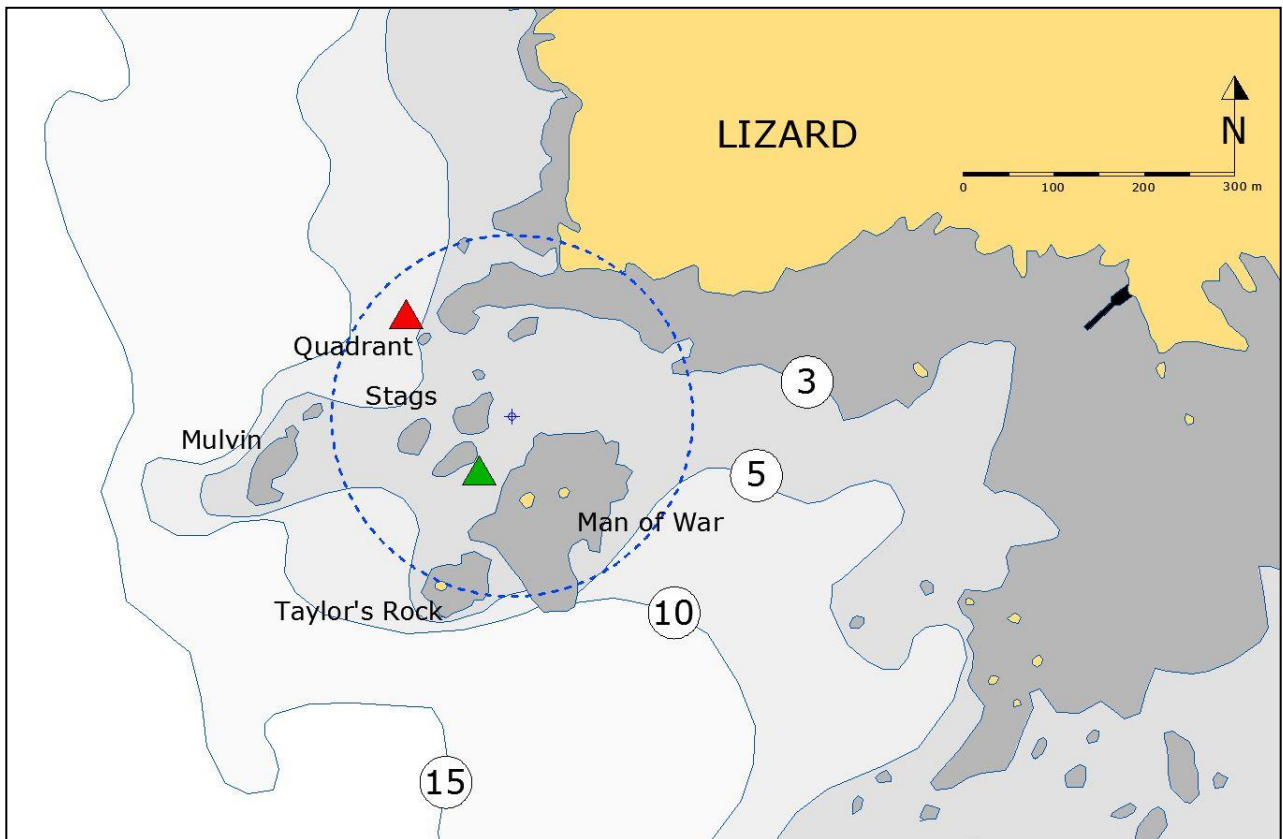 LIZARD
N
0 100 200 300 m
Quadrant
3
Stags
Mulvin
5
Man of War
Taylor's Rock
10
15